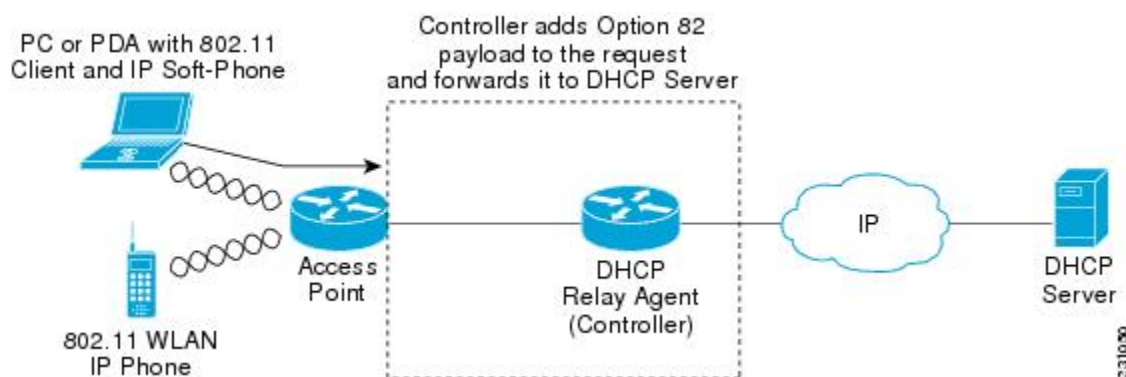 Controller adds Option 82
payload to the request
and forwards it to DHCP Server
PC or PDA with 802.11
Client and IP Soft-Phone
Access
Point
DHCP
Relay Agent
(Controller)
IP
DHCP
Server
802.11 WLAN
IP Phone
231050